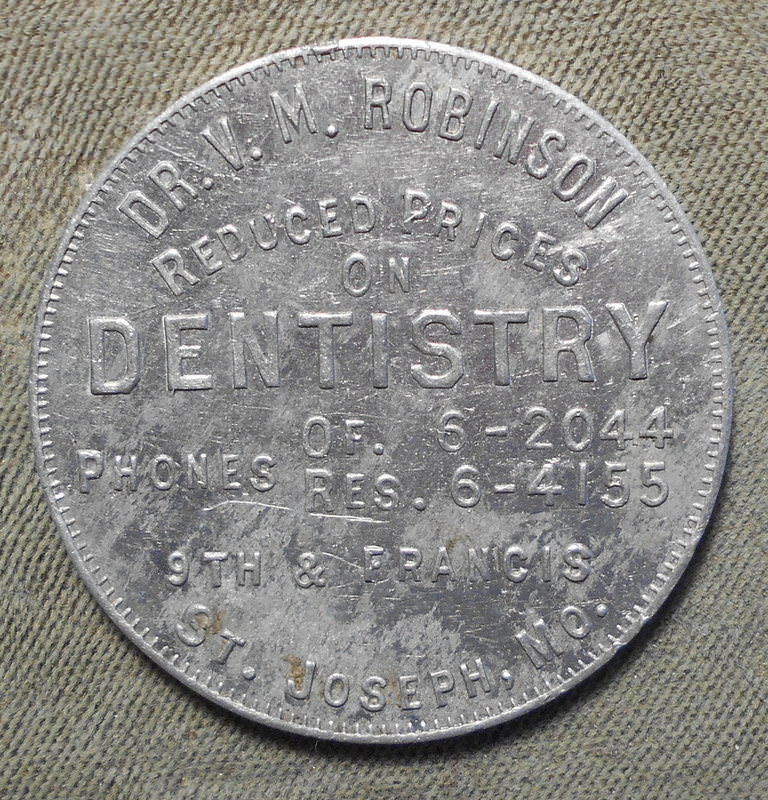 DR. V. M. ROBINSON
REDUCED PRICES
ON
DENTISTRY
OF. 6-2044
PHONES RES. 6-4155
9TH & FRANCIS
ST. JOSEPH, MO.